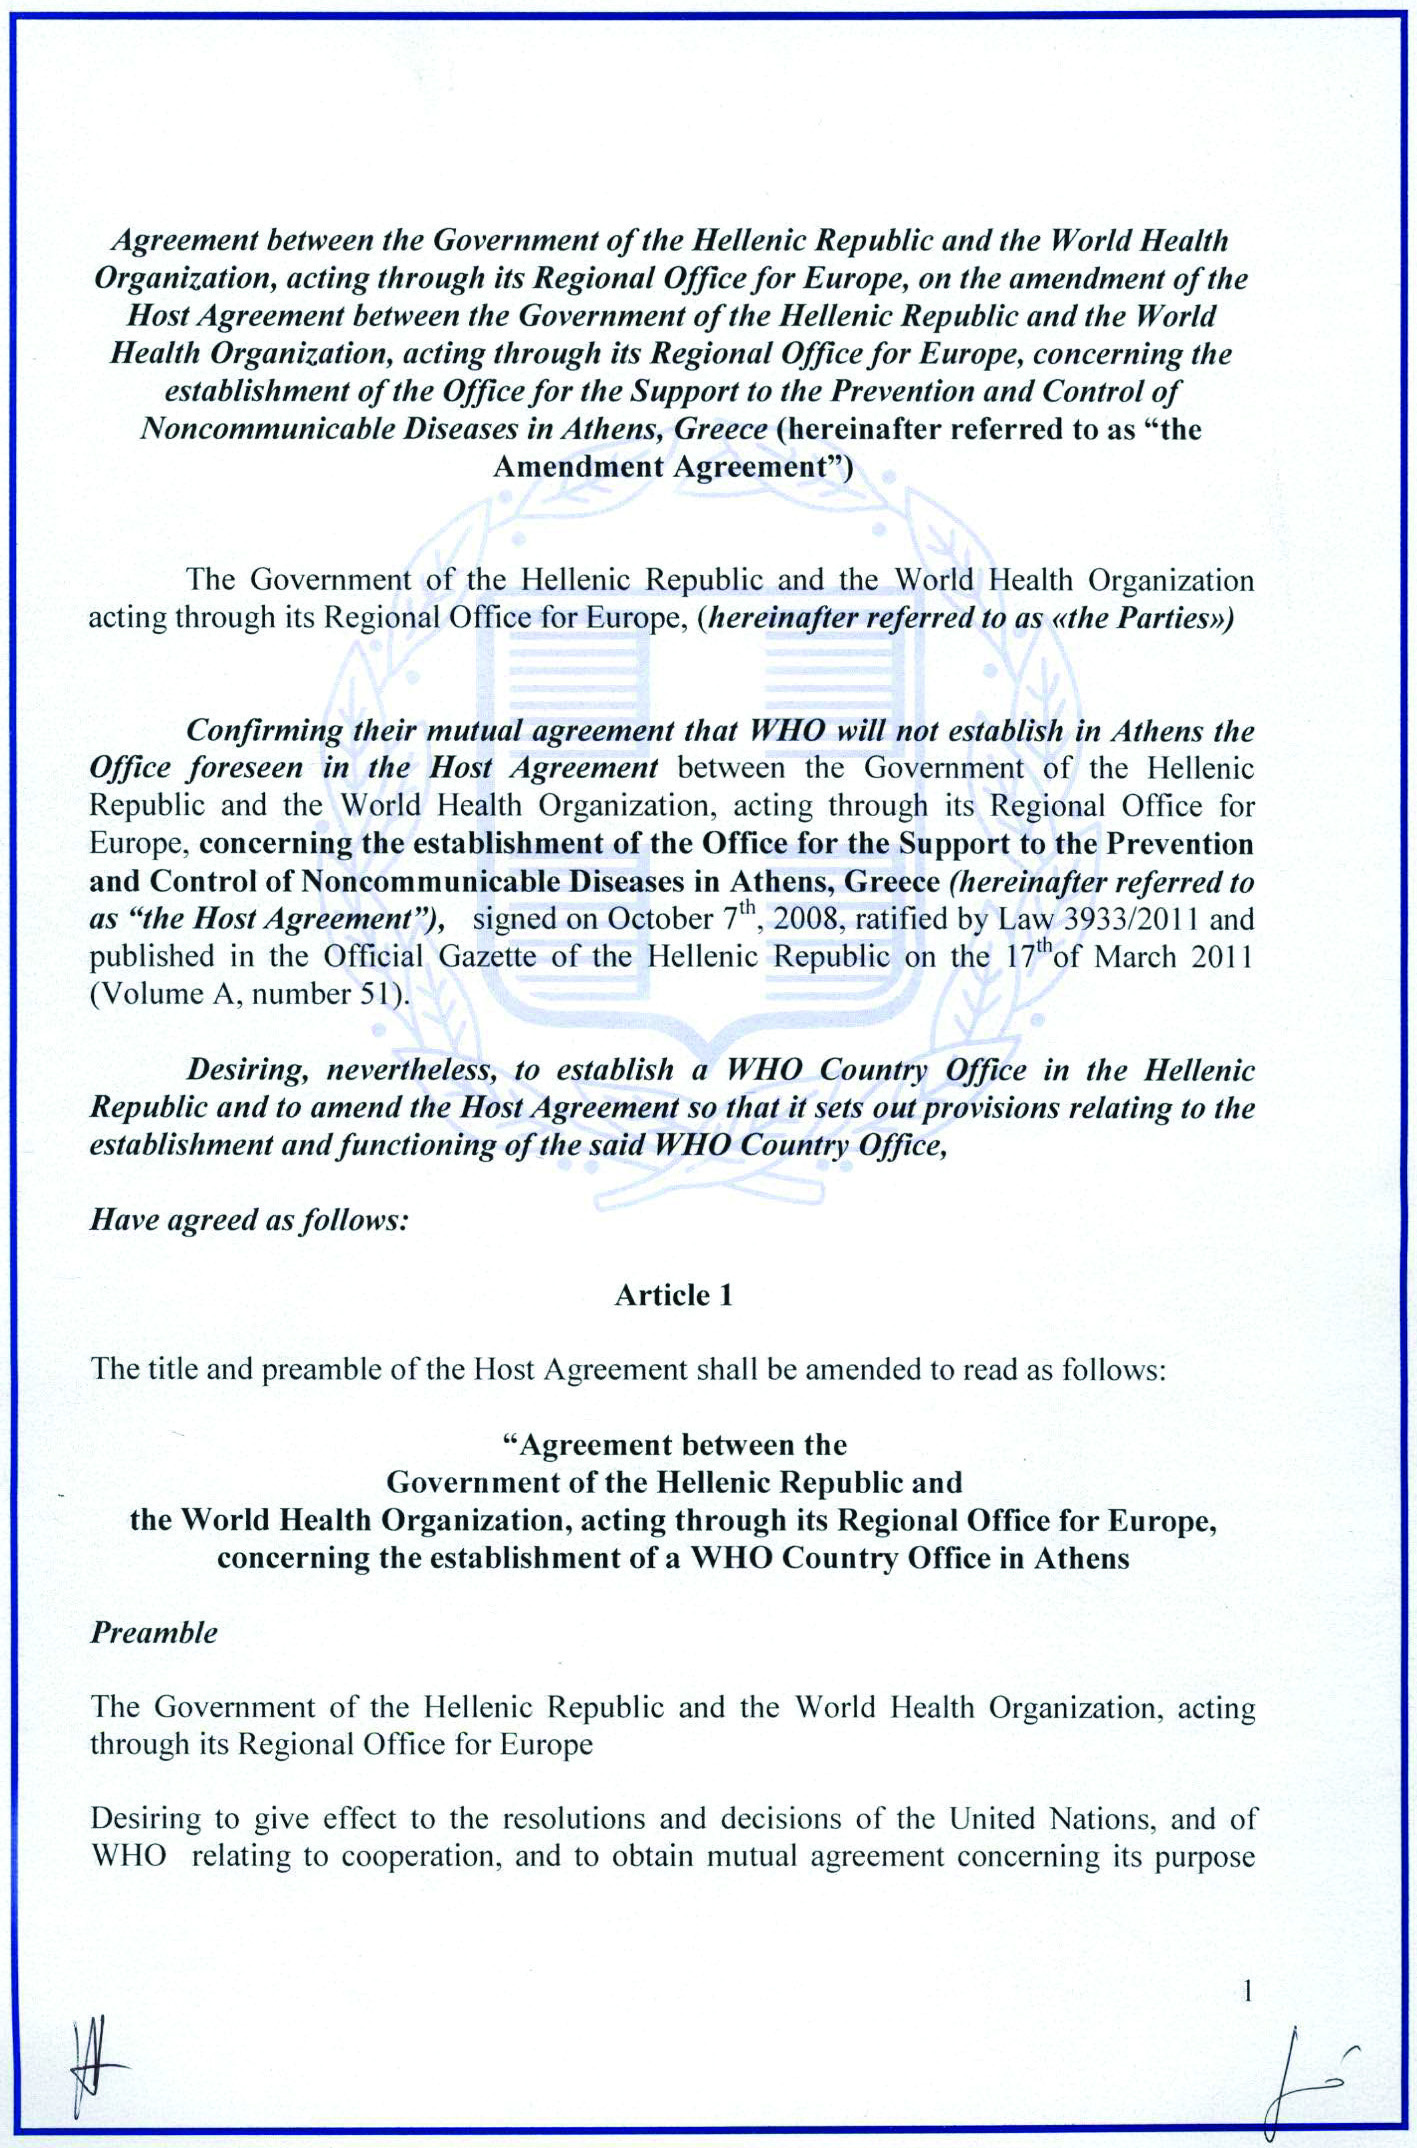 Agreement between the Government of the Hellenic Republic and the World Health
Organization, acting through its Regional Office for Europe, on the amendment of the
Host Agreement between the Government of the Hellenic Republic and the World
Health Organization, acting through its Regional Office for Europe, concerning the
establishment of the Office for the Support to the Prevention and Control of
Noncommunicable Diseases in Athens, Greece (hereinafter referred to as “the
Amendment Agreement”)
The Government of the Hellenic Republic and the World Health Organization
acting through its Regional Office for Europe, (hereinafter referred to as «the Parties»)
Confirming their mutual agreement that WHO will not establish in Athens the
Office foreseen in the Host Agreement between the Government of the Hellenic
Republic and the World Health Organization, acting through its Regional Office for
Europe, concerning the establishment of the Office for the Support to the Prevention
and Control of Noncommunicable Diseases in Athens, Greece (hereinafter referred to
as “the Host Agreement”), signed on October 7th, 2008, ratified by Law 3933/2011 and
published in the Official Gazette of the Hellenic Republic on the 17th of March 2011
(Volume A, number 51).
Desiring, nevertheless, to establish a WHO Country Office in the Hellenic
Republic and to amend the Host Agreement so that it sets out provisions relating to the
establishment and functioning of the said WHO Country Office,
Have agreed as follows:
Article 1
The title and preamble of the Host Agreement shall be amended to read as follows:
“Agreement between the
Government of the Hellenic Republic and
the World Health Organization, acting through its Regional Office for Europe,
concerning the establishment of a WHO Country Office in Athens
Preamble
The Government of the Hellenic Republic and the World Health Organization, acting
through its Regional Office for Europe
Desiring to give effect to the resolutions and decisions of the United Nations, and of
WHO relating to cooperation, and to obtain mutual agreement concerning its purpose
1